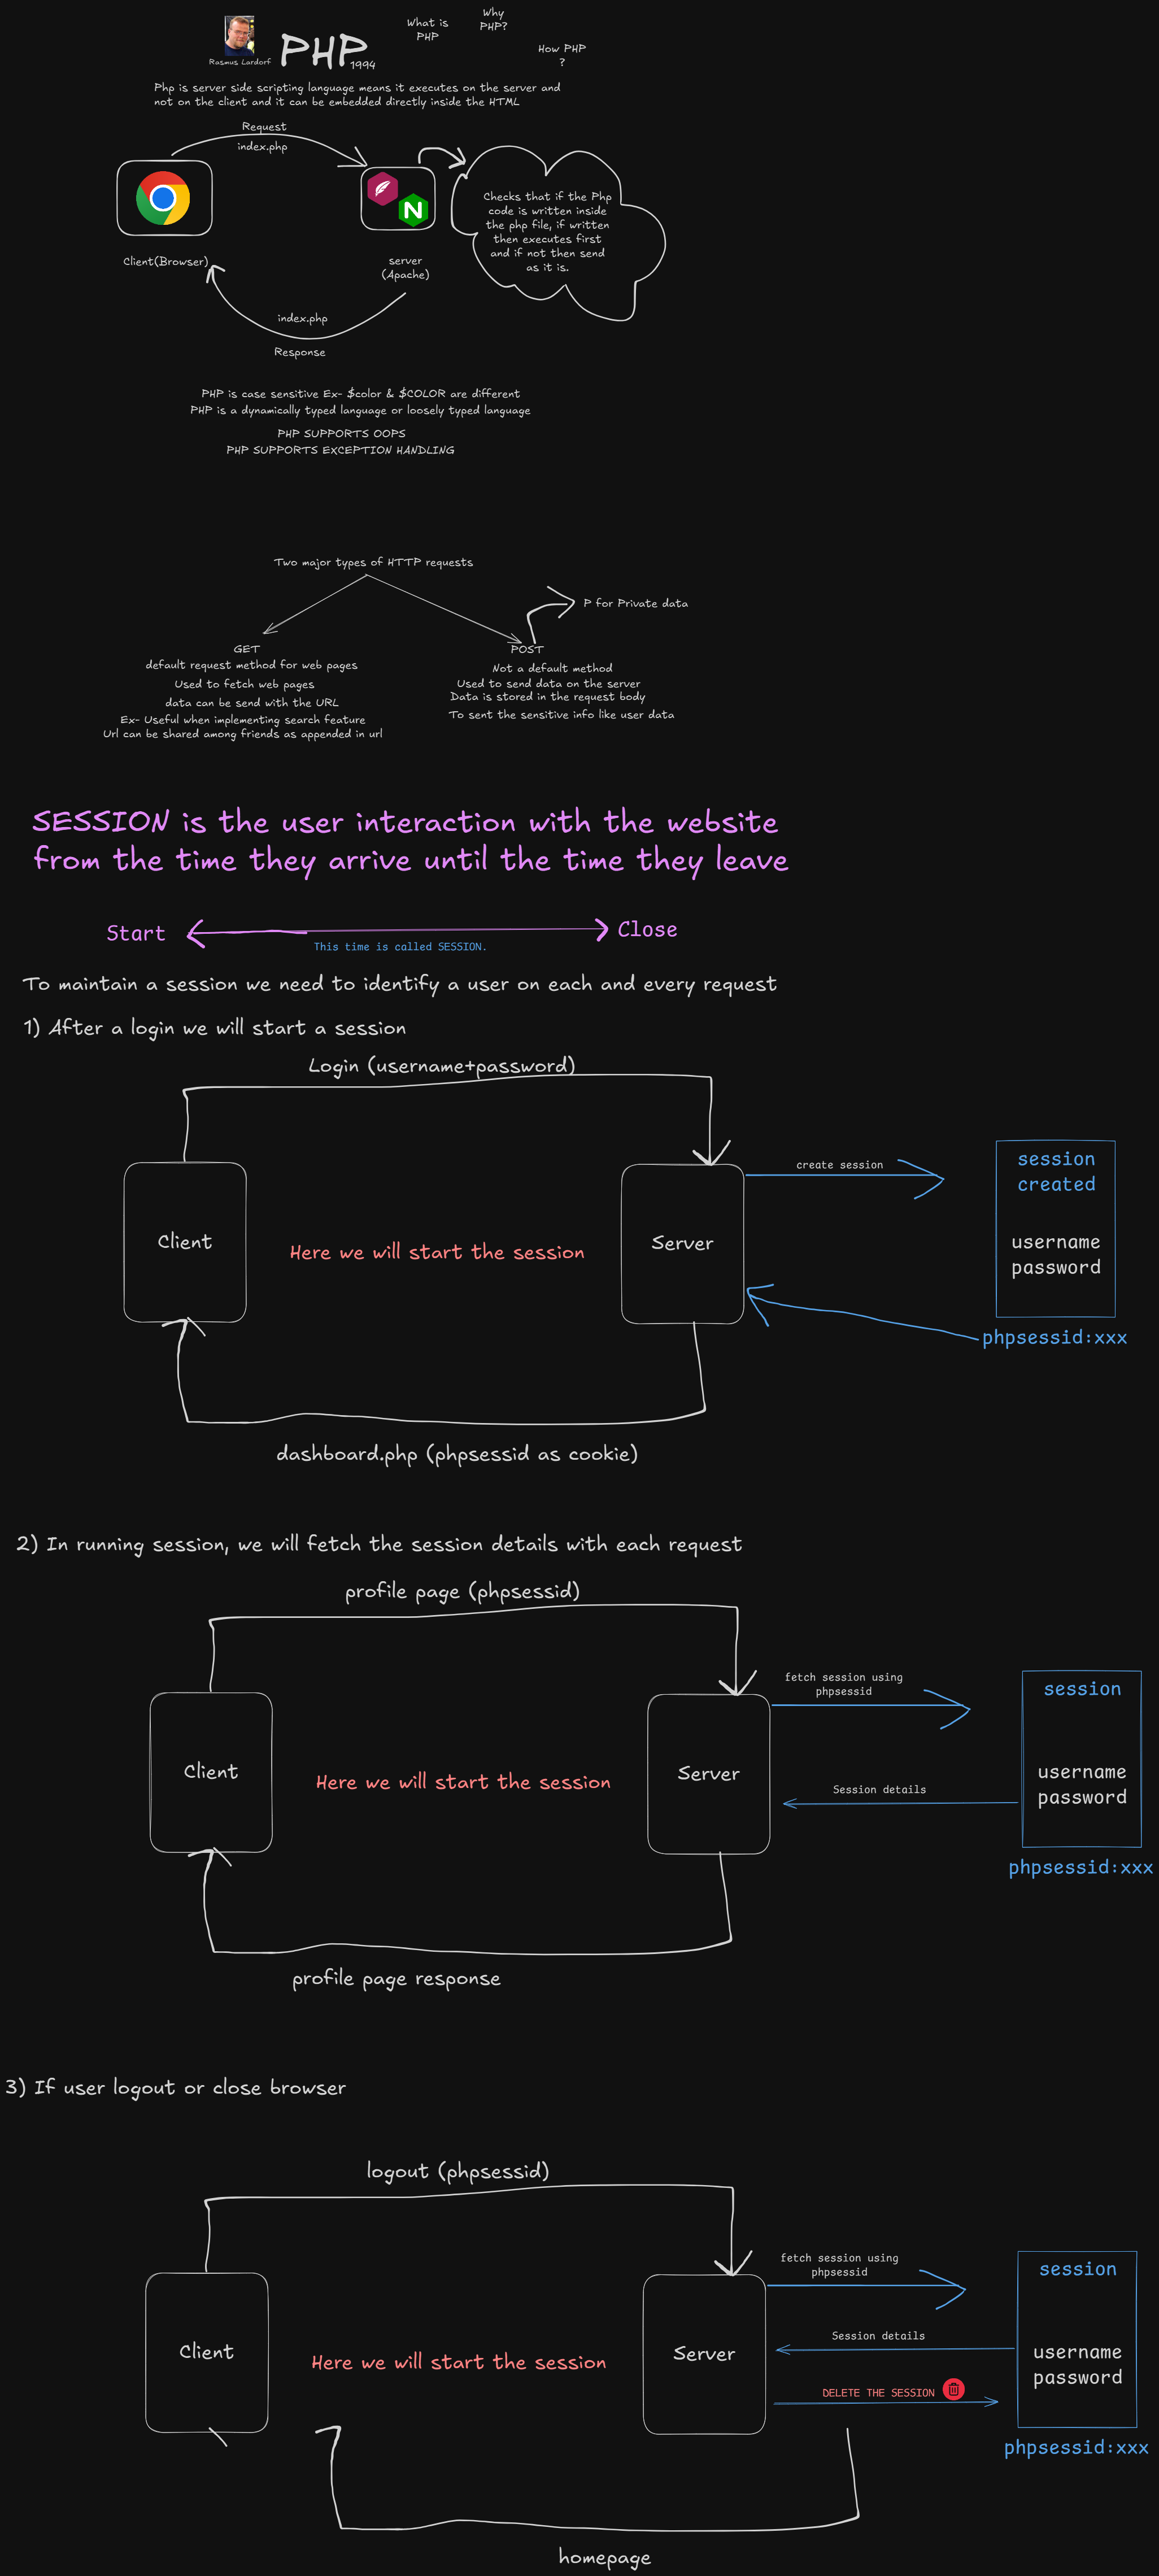 What is
PHP
Why
PHP?
How PHP
?
Rasmus Lardorf
PHP
1994
Php is server side scripting language means it executes on the server and
not on the client and it can be embedded directly inside the HTML
Request
index.php
Client(Browser)
N
server
(Apache)
Checks that if the Php
code is written inside
the php file, if written
then executes first
and if not then send
as it is.
index.php
Response
PHP is case sensitive Ex- $color & $COLOR are different
PHP is a dynamically typed language or loosely typed language
PHP SUPPORTS OOPS
PHP SUPPORTS EXCEPTION HANDLING
Two major types of HTTP requests
P for Private data
GET
default request method for web pages
Used to fetch web pages
data can be send with the URL
Ex- Useful when implementing search feature
Url can be shared among friends as appended in url
POST
Not a default method
Used to send data on the server
Data is stored in the request body
To sent the sensitive info like user data
SESSION is the user interaction with the website
from the time they arrive until the time they leave
Start
Close
This time is called SESSION.
To maintain a session we need to identify a user on each and every request
1) After a login we will start a session
Login (username+password)
Client
Here we will start the session
Server
create session
session
created
username
password
phpsessid:xxx
dashboard.php (phpsessid as cookie)
2) In running session, we will fetch the session details with each request
profile page (phpsessid)
Client
Here we will start the session
Server
fetch session using
phpsessid
Session details
session
username
password
phpsessid:xxx
profile page response
3) If user logout or close browser
logout (phpsessid)
Client
Here we will start the session
Server
fetch session using
phpsessid
Session details
DELETE THE SESSION
session
username
password
phpsessid:xxx
homepage